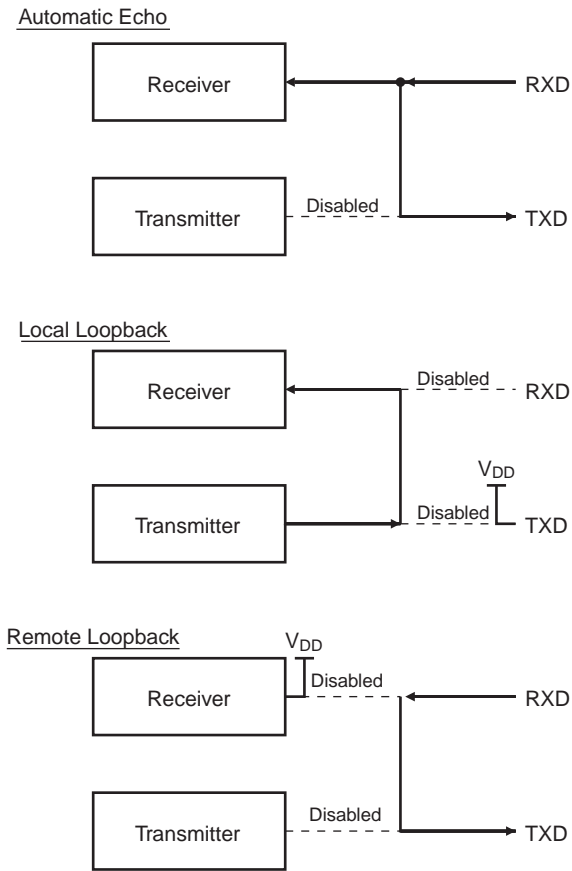 Automatic Echo
Receiver
RXD
Transmitter
Disabled
TXD
Local Loopback
Receiver
Disabled
RXD
VDD
Transmitter
Disabled
TXD
Remote Loopback
VDD
Receiver
Disabled
RXD
Transmitter
Disabled
TXD